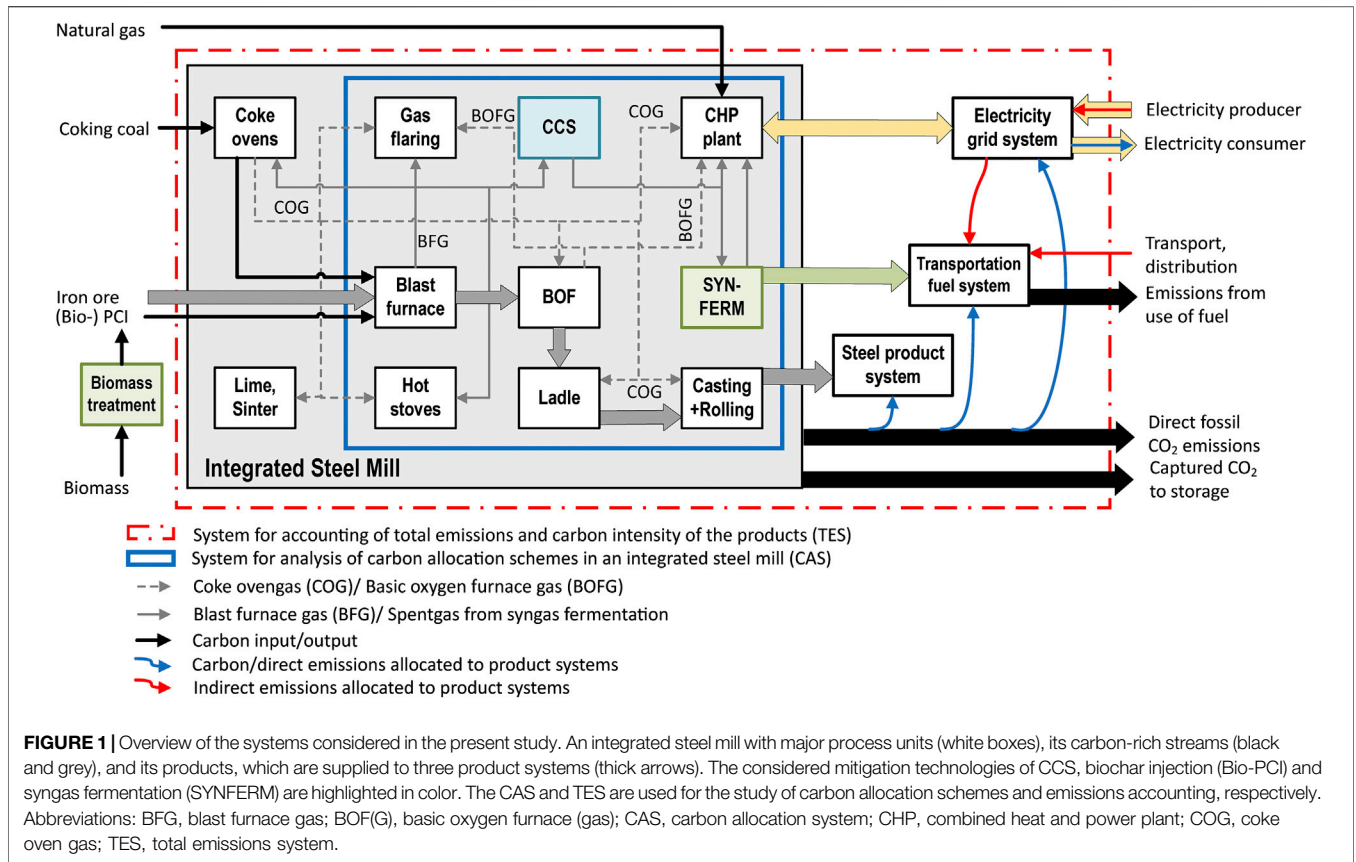 Natural gas
Coking coal
Iron ore
(Bio-) PCI
Biomass
treatment
Biomass
Coke
ovens
Gas
flaring
BOFG
CCS
COG
CHP
plant
COG
BFG
BOFG
Blast
furnace
BOF
SYN-
FERM
Lime,
Sinter
Hot
stoves
Ladle
COG
Casting
+Rolling
Integrated Steel Mill
Electricity
grid system
Transportation
fuel system
Steel product
system
Electricity producer
Electricity consumer
Transport,
distribution
Emissions from
use of fuel
Direct fossil
CO₂ emissions
Captured CO₂
to storage
System for accounting of total emissions and carbon intensity of the products (TES)
System for analysis of carbon allocation schemes in an integrated steel mill (CAS)
Coke ovengas (COG)/ Basic oxygen furnace gas (BOFG)
Blast furnace gas (BFG)/ Spentgas from syngas fermentation
Carbon input/output
Carbon/direct emissions allocated to product systems
Indirect emissions allocated to product systems
FIGURE 1 | Overview of the systems considered in the present study. An integrated steel mill with major process units (white boxes), its carbon-rich streams (black
and grey), and its products, which are supplied to three product systems (thick arrows). The considered mitigation technologies of CCS, biochar injection (Bio-PCI) and
syngas fermentation (SYNFERM) are highlighted in color. The CAS and TES are used for the study of carbon allocation schemes and emissions accounting, respectively.
Abbreviations: BFG, blast furnace gas; BOF(G), basic oxygen furnace (gas); CAS, carbon allocation system; CHP, combined heat and power plant; COG, coke
oven gas; TES, total emissions system.